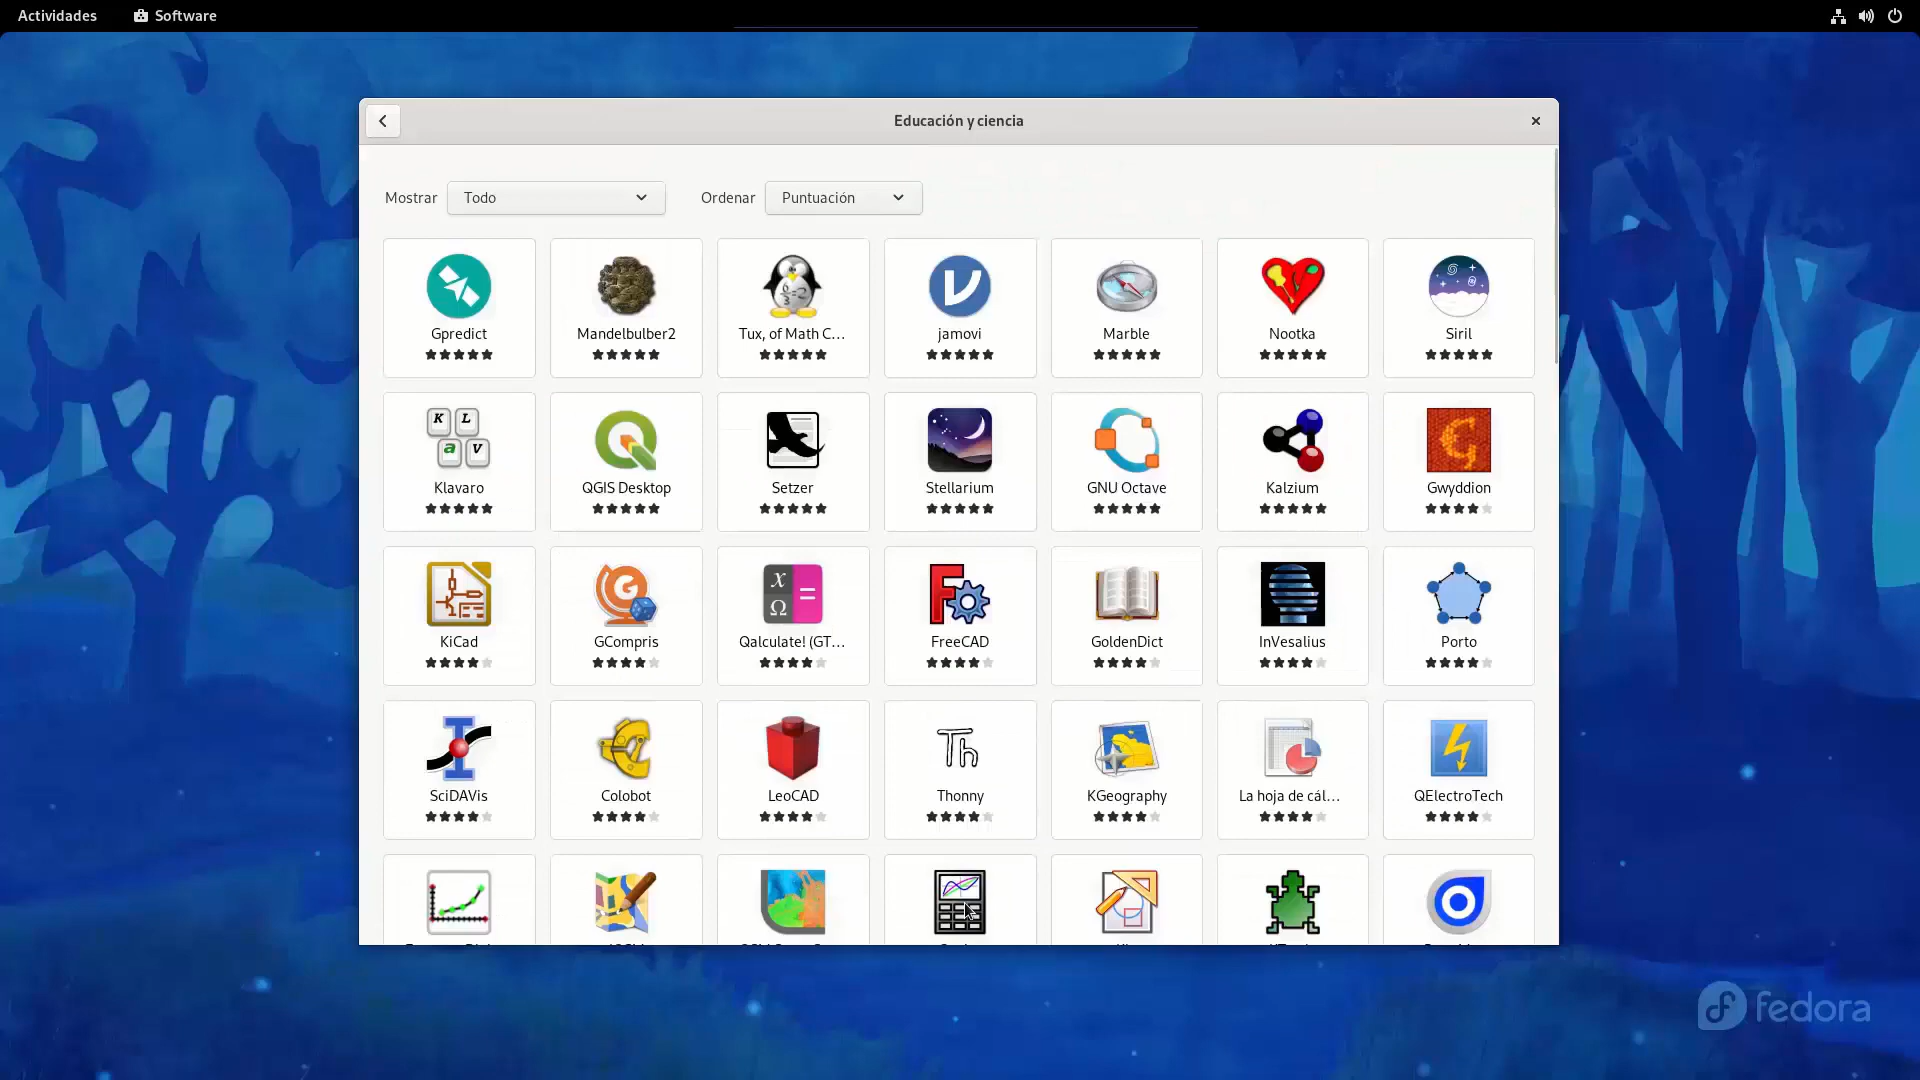 Actividades
Software
Educación y ciencia
Mostrar
Todo
Ordenar
Puntuación
Gpredict
Mandelbulber2
Tux, of Math C...
jamovi
Marble
Nootka
Siril
K L a V
Klavaro
QGIS Desktop
Setzer
Stellarium
GNU Octave
Kalzium
Gwyddion
KiCad
GCompris
Qalculate! (GT...
FreeCAD
GoldenDict
InVesalius
Porto
SciDAVis
Colobot
LeoCAD
Th
Thonny
KGeography
La hoja de cál...
QElectroTech
fedora